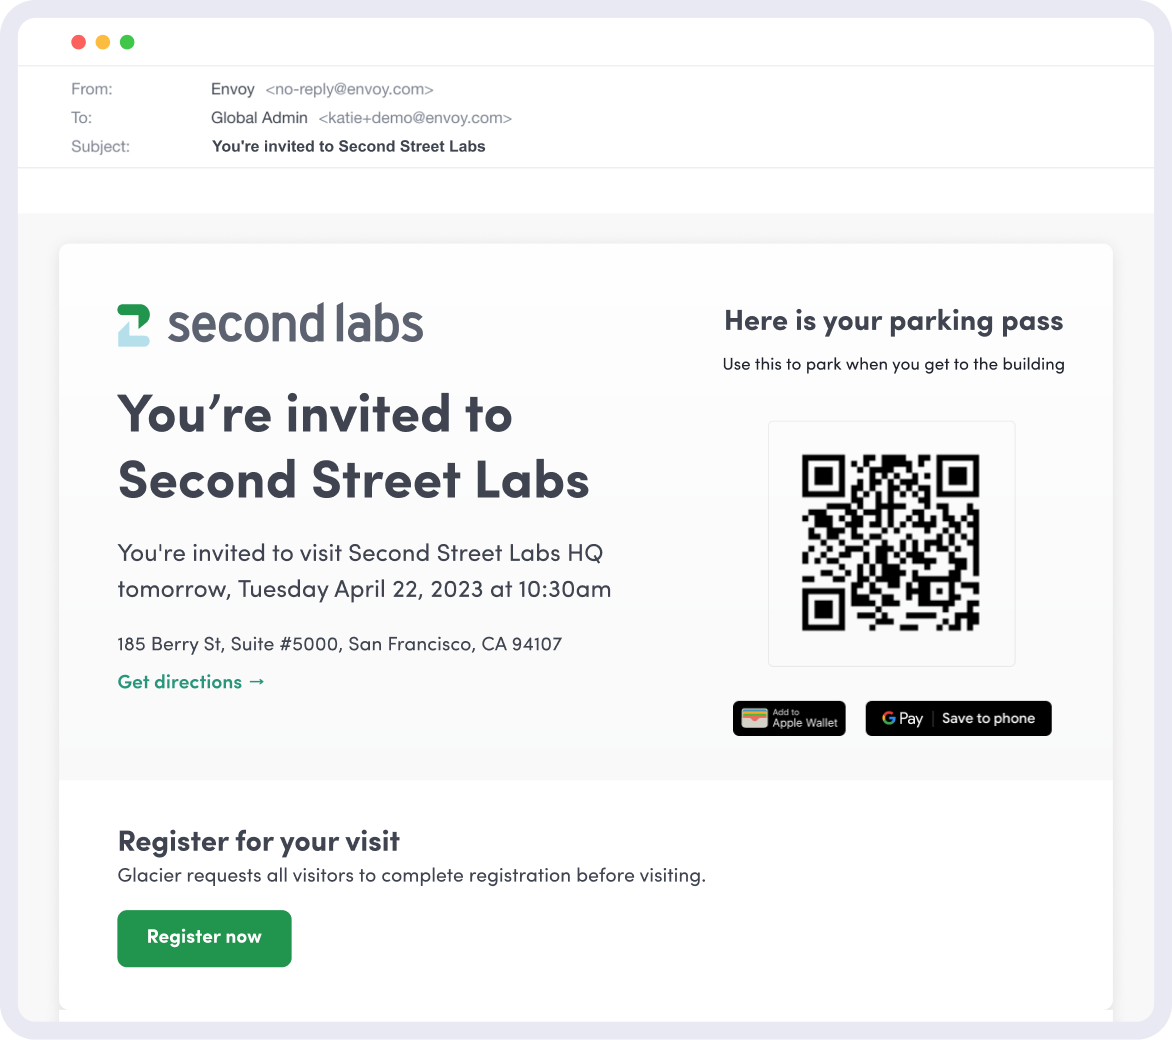 From: Envoy <no-reply@envoy.com>
To: Global Admin <katie+demo@envoy.com>
Subject: You're invited to Second Street Labs
second labs
You’re invited to
Second Street Labs
You're invited to visit Second Street Labs HQ
tomorrow, Tuesday April 22, 2023 at 10:30am
185 Berry St, Suite #5000, San Francisco, CA 94107
Get directions →
Here is your parking pass
Use this to park when you get to the building
Add to
Apple Wallet
G Pay | Save to phone
Register for your visit
Glacier requests all visitors to complete registration before visiting.
Register now